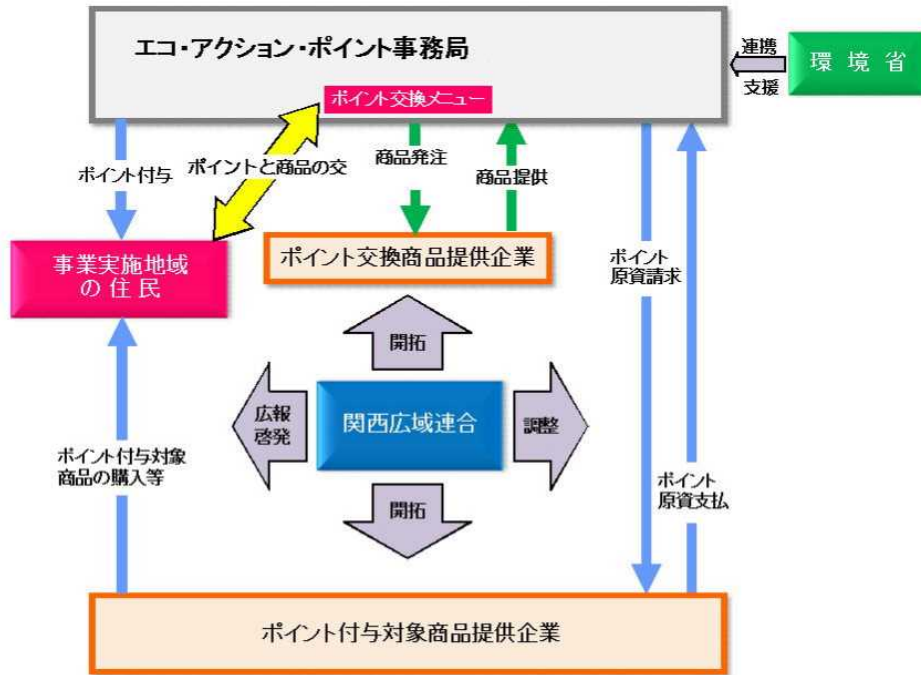 エコ・アクション・ポイント事務局
連携
支援
環境省
ポイント交換メニュー
ポイント付与
ポイントと商品の交
商品発注
商品提供
事業実施地域
の住民
ポイント交換商品提供企業
ポイント
原資請求
開拓
広報
啓発
関西広域連合
調整
ポイント付与対象
商品の購入等
開拓
ポイント
原資支払
ポイント付与対象商品提供企業